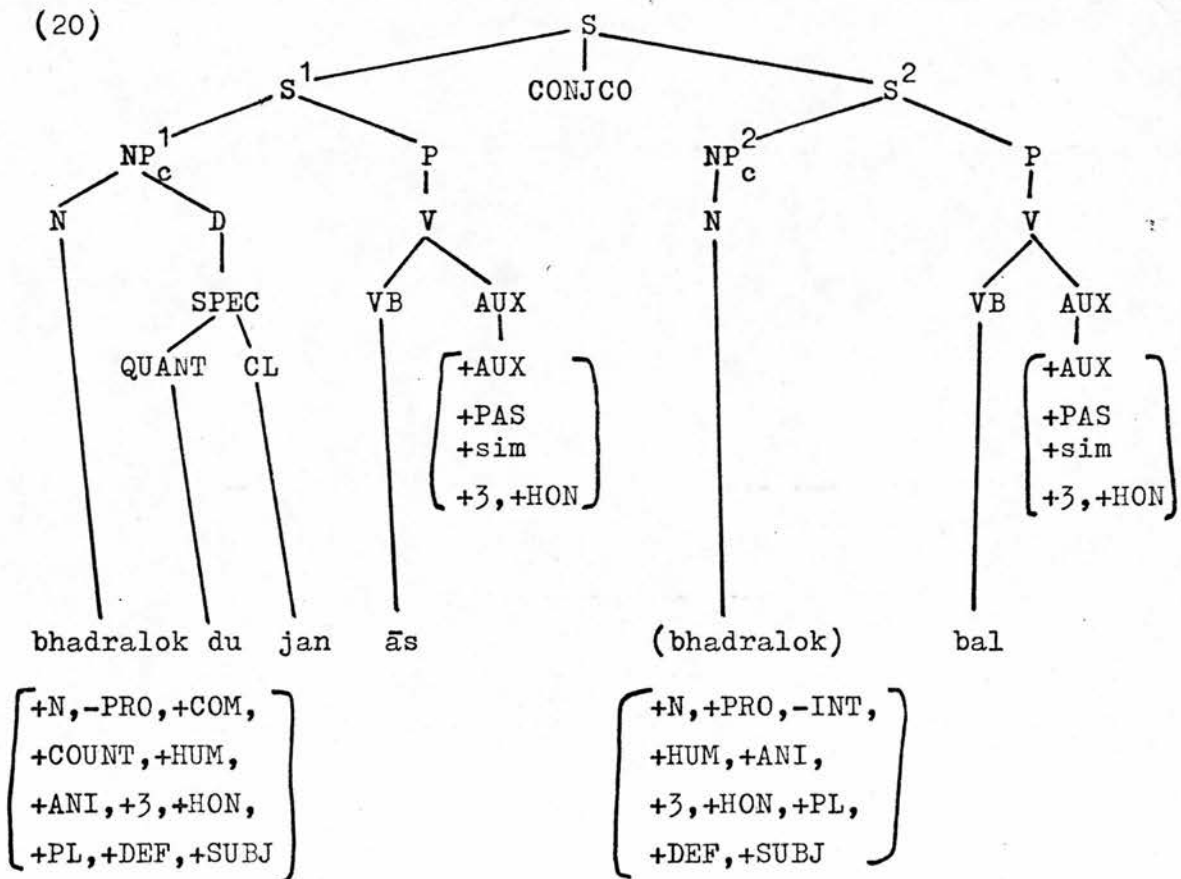 (20)
S
S¹ CONJCO S²
NP¹c P NP²c P
N D V N V
SPEC VB AUX VB AUX
QUANT CL +AUX +AUX
+PAS +PAS
+sim +sim
+3,+HON +3,+HON
bhadralok du jan ās (bhadralok) bal
+N,-PRO,+COM, +N,+PRO,-INT,
+COUNT,+HUM, +HUM,+ANI,
+ANI,+3,+HON, +3,+HON,+PL,
+PL,+DEF,+SUBJ +DEF,+SUBJ